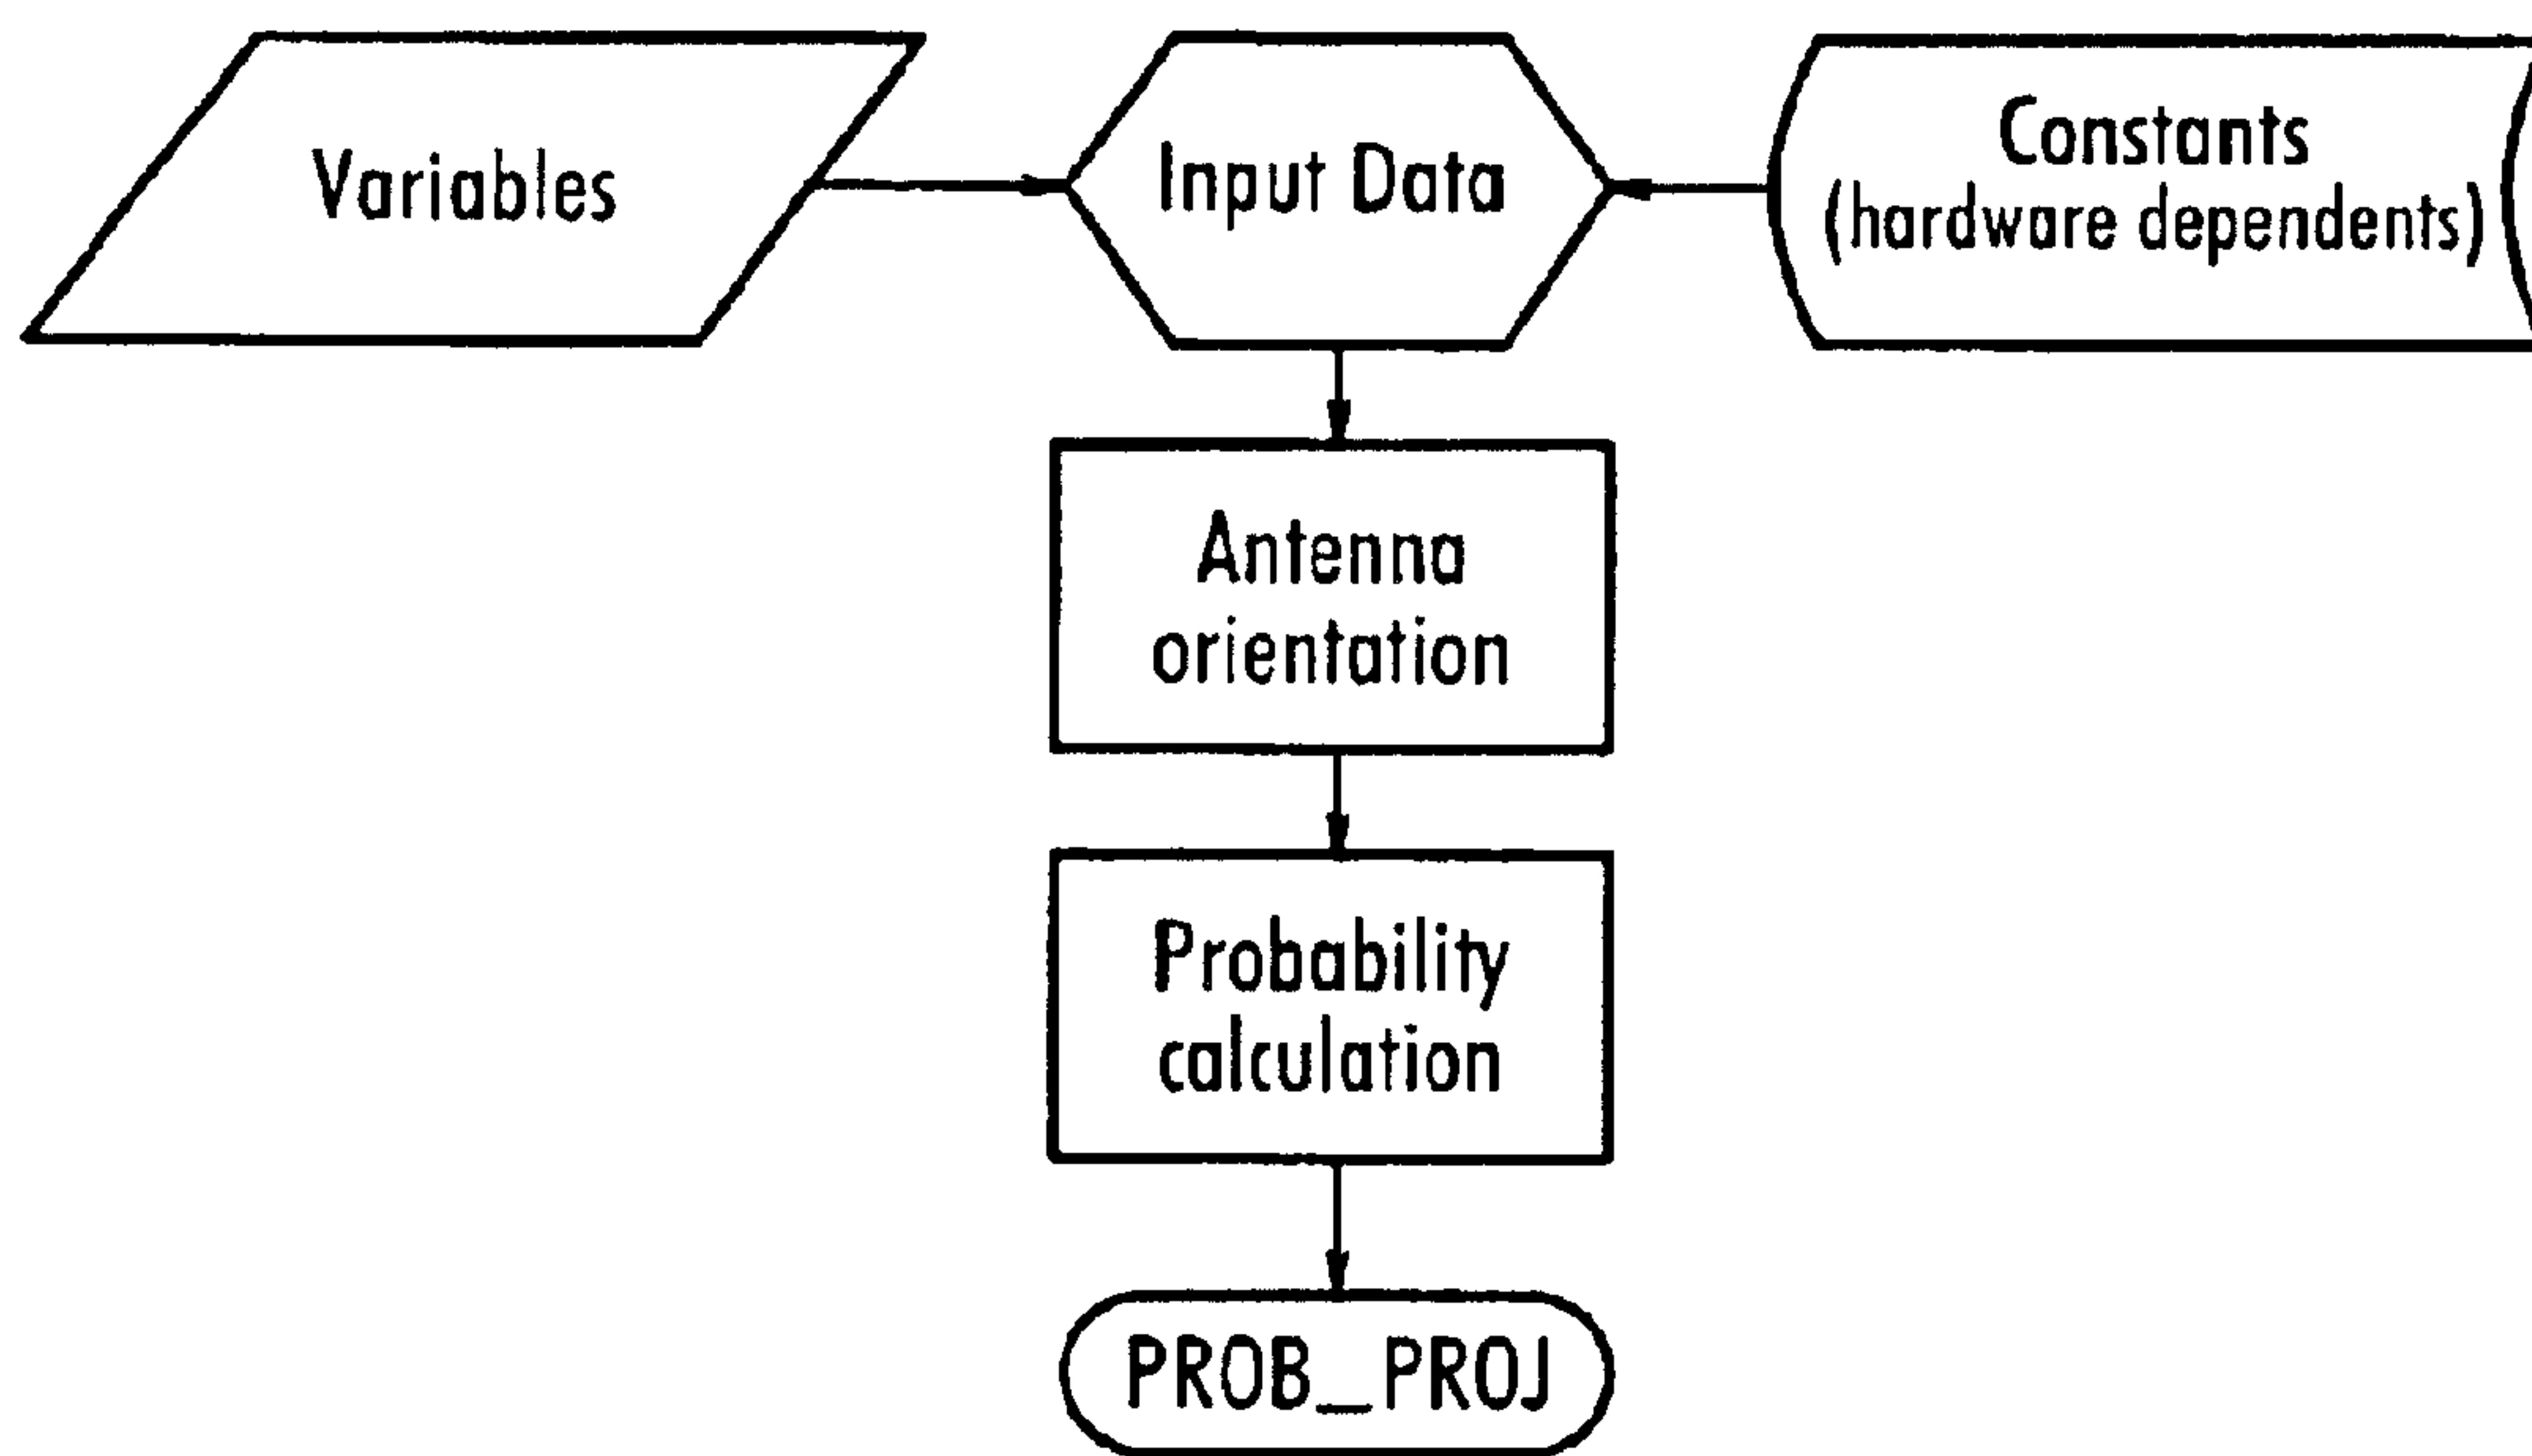 Variables
Input Data
Constants
(hardware dependents)
Antenna
orientation
Probability
calculation
PROB_PROJ